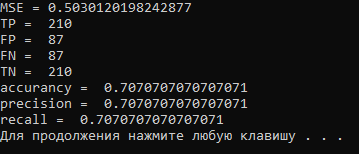 MSE = 0.5030120198242877
TP =  210
FP =  87
FN =  87
TN =  210
accurancy =  0.7070707070707071
precision =  0.7070707070707071
recall =  0.7070707070707071
Для продолжения нажмите любую клавишу . . .